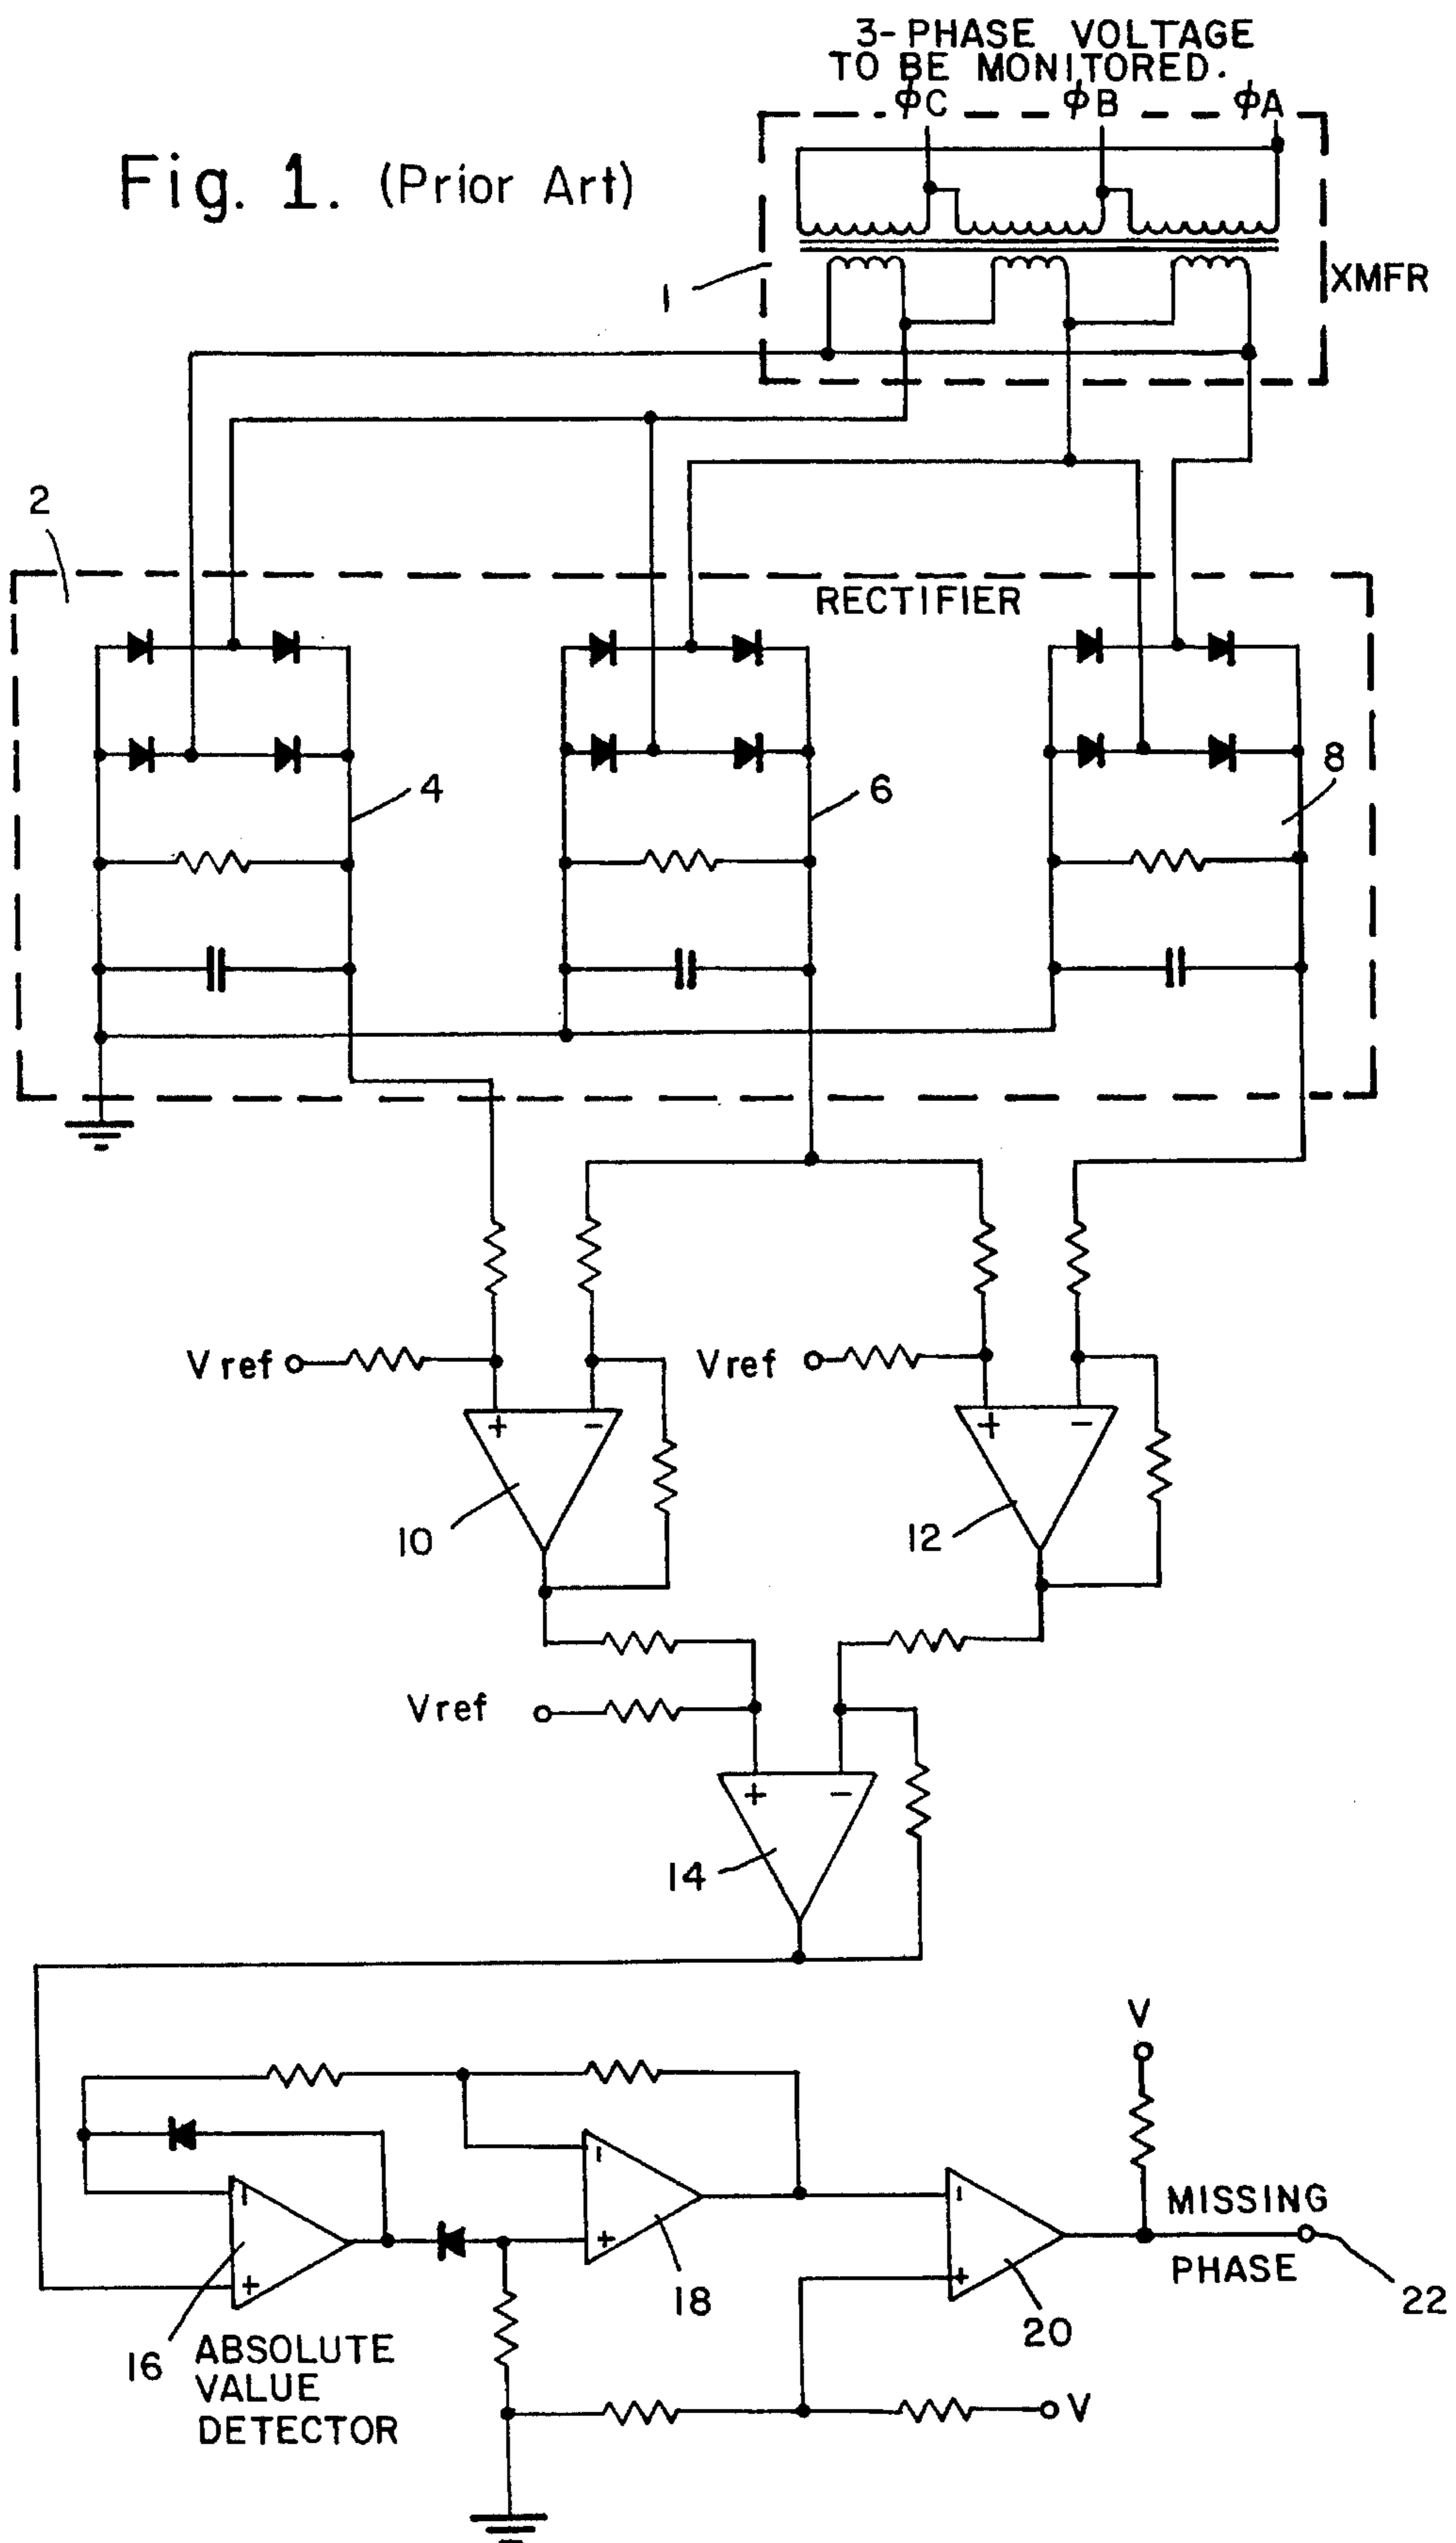 3-PHASE VOLTAGE
TO BE MONITORED.
φC φB φA
Fig. 1. (Prior Art)
1
XMFR
2
RECTIFIER
4
6
8
Vref
Vref
+ −
+ −
10
12
Vref
+ −
14
V
−
−
−
MISSING
+
+
+
PHASE
16
18
20
22
ABSOLUTE
VALUE
DETECTOR
V